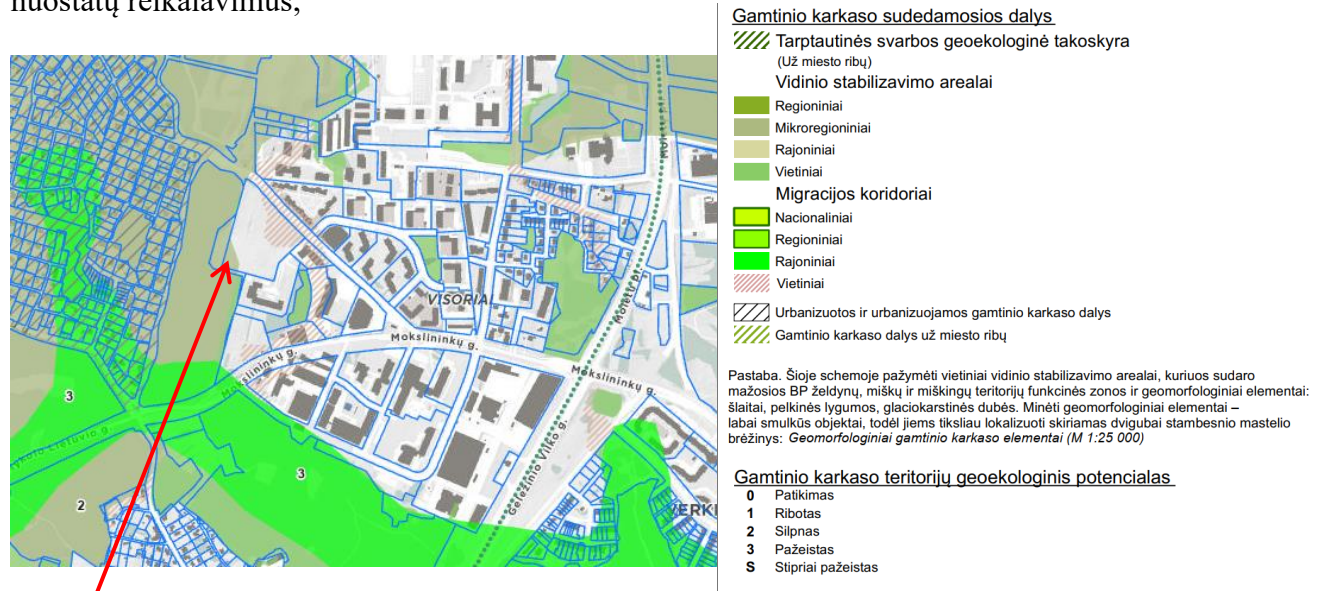 nuostatų reikalavimus;
Gamtinio karkaso sudedamosios dalys
Tarptautinės svarbos geoekologinė takoskyra
(Už miesto ribų)
Vidinio stabilizavimo arealai
Regioniniai
Mikroregioniniai
Rajoniniai
Vietiniai
Migracijos koridoriai
Nacionaliniai
Regioniniai
Rajoniniai
Vietiniai
Urbanizuotos ir urbanizuojamos gamtinio karkaso dalys
Gamtinio karkaso dalys už miesto ribų
Pastaba. Šioje schemoje pažymėti vietiniai vidinio stabilizavimo arealai, kuriuos sudaro
mažosios BP želdynų, miškų ir miškingų teritorijų funkcinės zonos ir geomorfologiniai elementai:
šlaitai, pelkinės lygumos, glaciokarstinės dubės. Minėti geomorfologiniai elementai –
labai smulkūs objektai, todėl jiems tiksliau lokalizuoti skiriamas dvigubai stambesnio mastelio
brėžinys: Geomorfologiniai gamtinio karkaso elementai (M 1:25 000)
Gamtinio karkaso teritorijų geoekologinis potencialas
0 Patikimas
1 Ribotas
2 Silpnas
3 Pažeistas
S Stipriai pažeistas
VISORIAI
Molėtų pl.
Mokslininkų g.
Mokslininkų g.
Mokslininkų g.
Geležinio Vilko g.
3
3
2